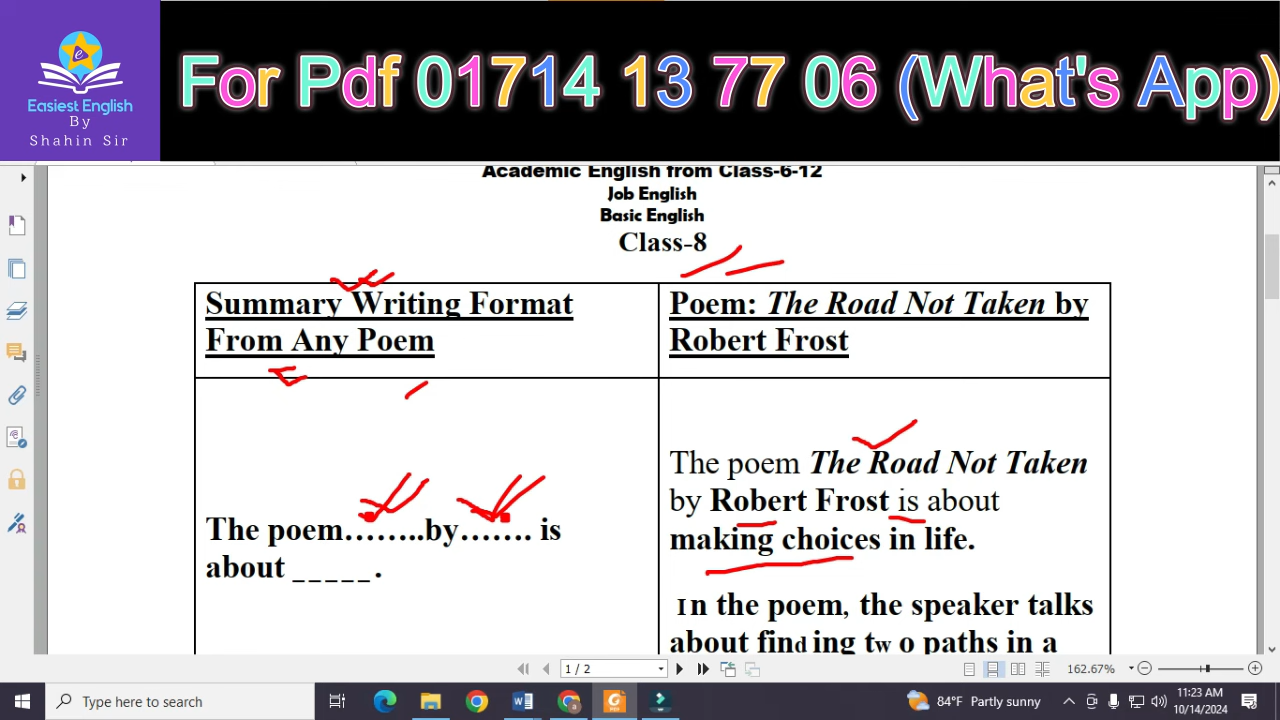 For Pdf 01714 13 77 06 (What's App)
Easiest English
By
Shahin Sir
Academic English from Class-6-12
Job English
Basic English
Class-8
Summary Writing Format
From Any Poem
Poem: The Road Not Taken by
Robert Frost
The poem……..by……. is
about _____ .
The poem The Road Not Taken
by Robert Frost is about
making choices in life.
In the poem, the speaker talks
about finding two paths in a
1 / 2
162.67%
Type here to search
84°F Partly sunny
11:23 AM
10/14/2024